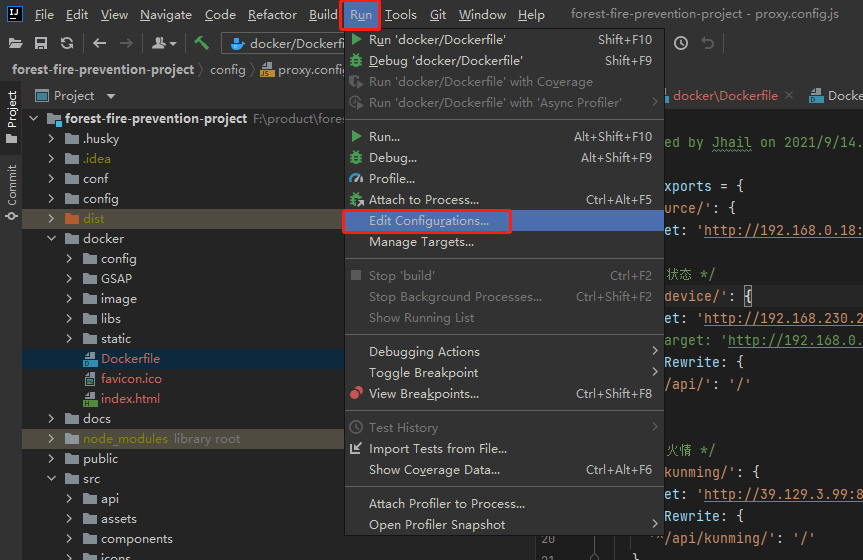 File Edit View Navigate Code Refactor Build Run Tools Git Window Help forest-fire-prevention-project - proxy.config.js
docker/Dockerfi
forest-fire-prevention-project config proxy.config
Project
Commit
Project
docker\Dockerfile
Docke
forest-fire-prevention-project F:\product\fores
.husky
.idea
conf
config
dist
docker
config
GSAP
image
libs
static
Dockerfile
favicon.ico
index.html
docs
node_modules library root
public
src
api
assets
components
icons
Run 'docker/Dockerfile' Shift+F10
Debug 'docker/Dockerfile' Shift+F9
Run 'docker/Dockerfile' with Coverage
Run 'docker/Dockerfile' with 'Async Profiler'
Run... Alt+Shift+F10
Debug... Alt+Shift+F9
Profile...
Attach to Process... Ctrl+Alt+F5
Edit Configurations...
Manage Targets...
Stop 'build' Ctrl+F2
Stop Background Processes... Ctrl+Shift+F2
Show Running List
Debugging Actions
Toggle Breakpoint
View Breakpoints... Ctrl+Shift+F8
Test History
Import Tests from File...
Show Coverage Data... Ctrl+Alt+F6
Attach Profiler to Process...
Open Profiler Snapshot
ed by Jhail on 2021/9/14.
xports = {
urce/': {
et: 'http://192.168.0.18:
状态 */
device/': {
et: 'http://192.168.230.2
arget: 'http://192.168.0.
Rewrite: {
/api/': '/'
火情 */
kunming/': {
et: 'http://39.129.3.99:8
Rewrite: {
20 '^/api/kunming/': '/'
21 }